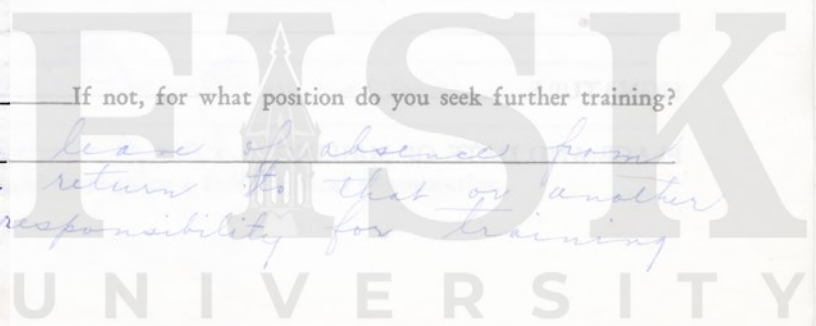 FISK
If not, for what position do you seek further training?
leave of absence from
return to that or another
responsibility for training
UNIVERSITY